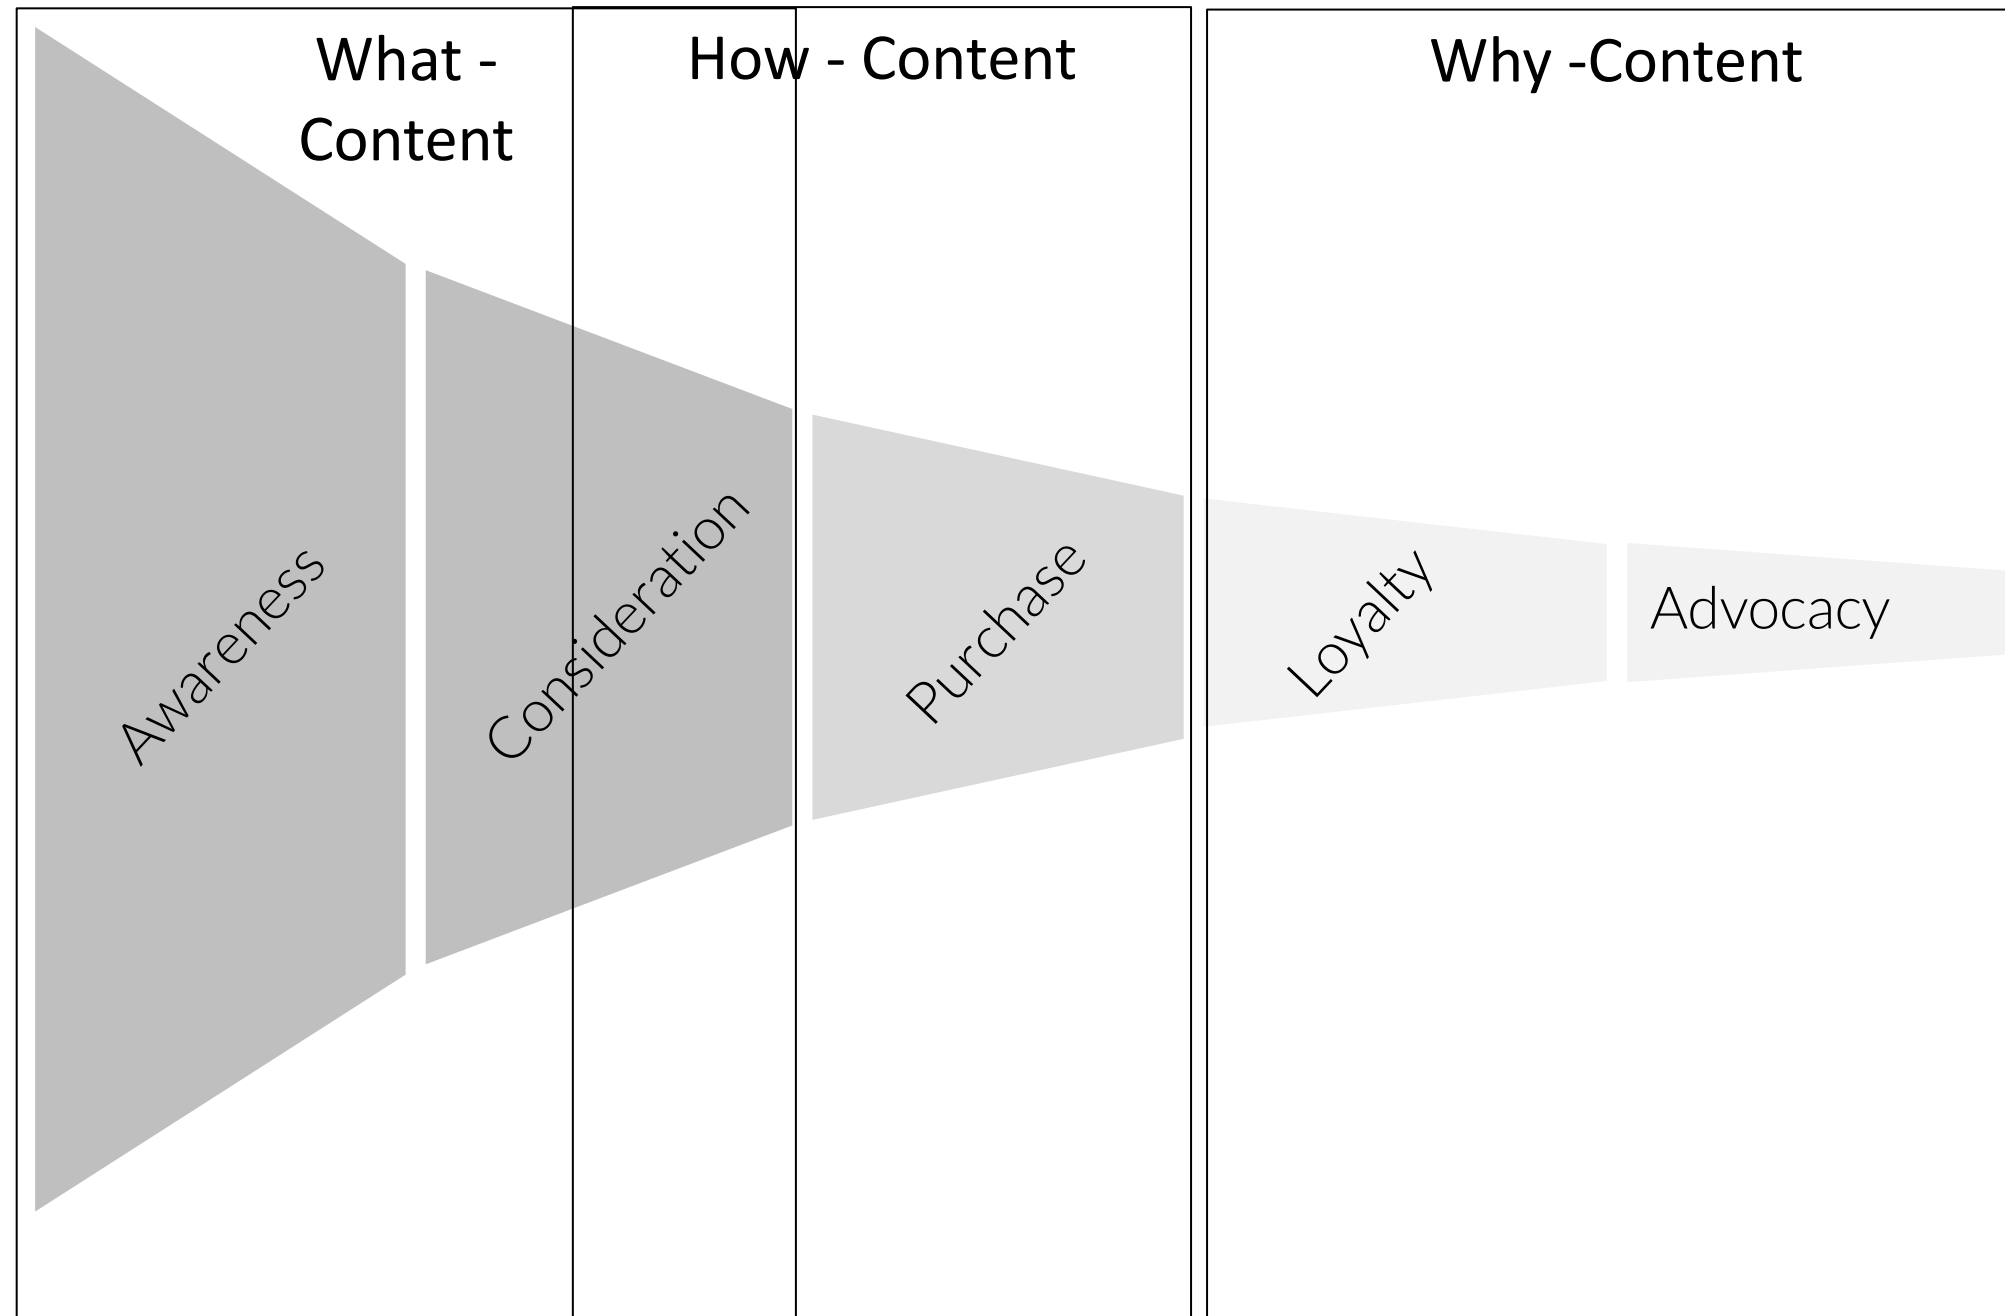 What -
Content
How - Content
Why -Content
Awareness
Consideration
Purchase
Loyalty
Advocacy